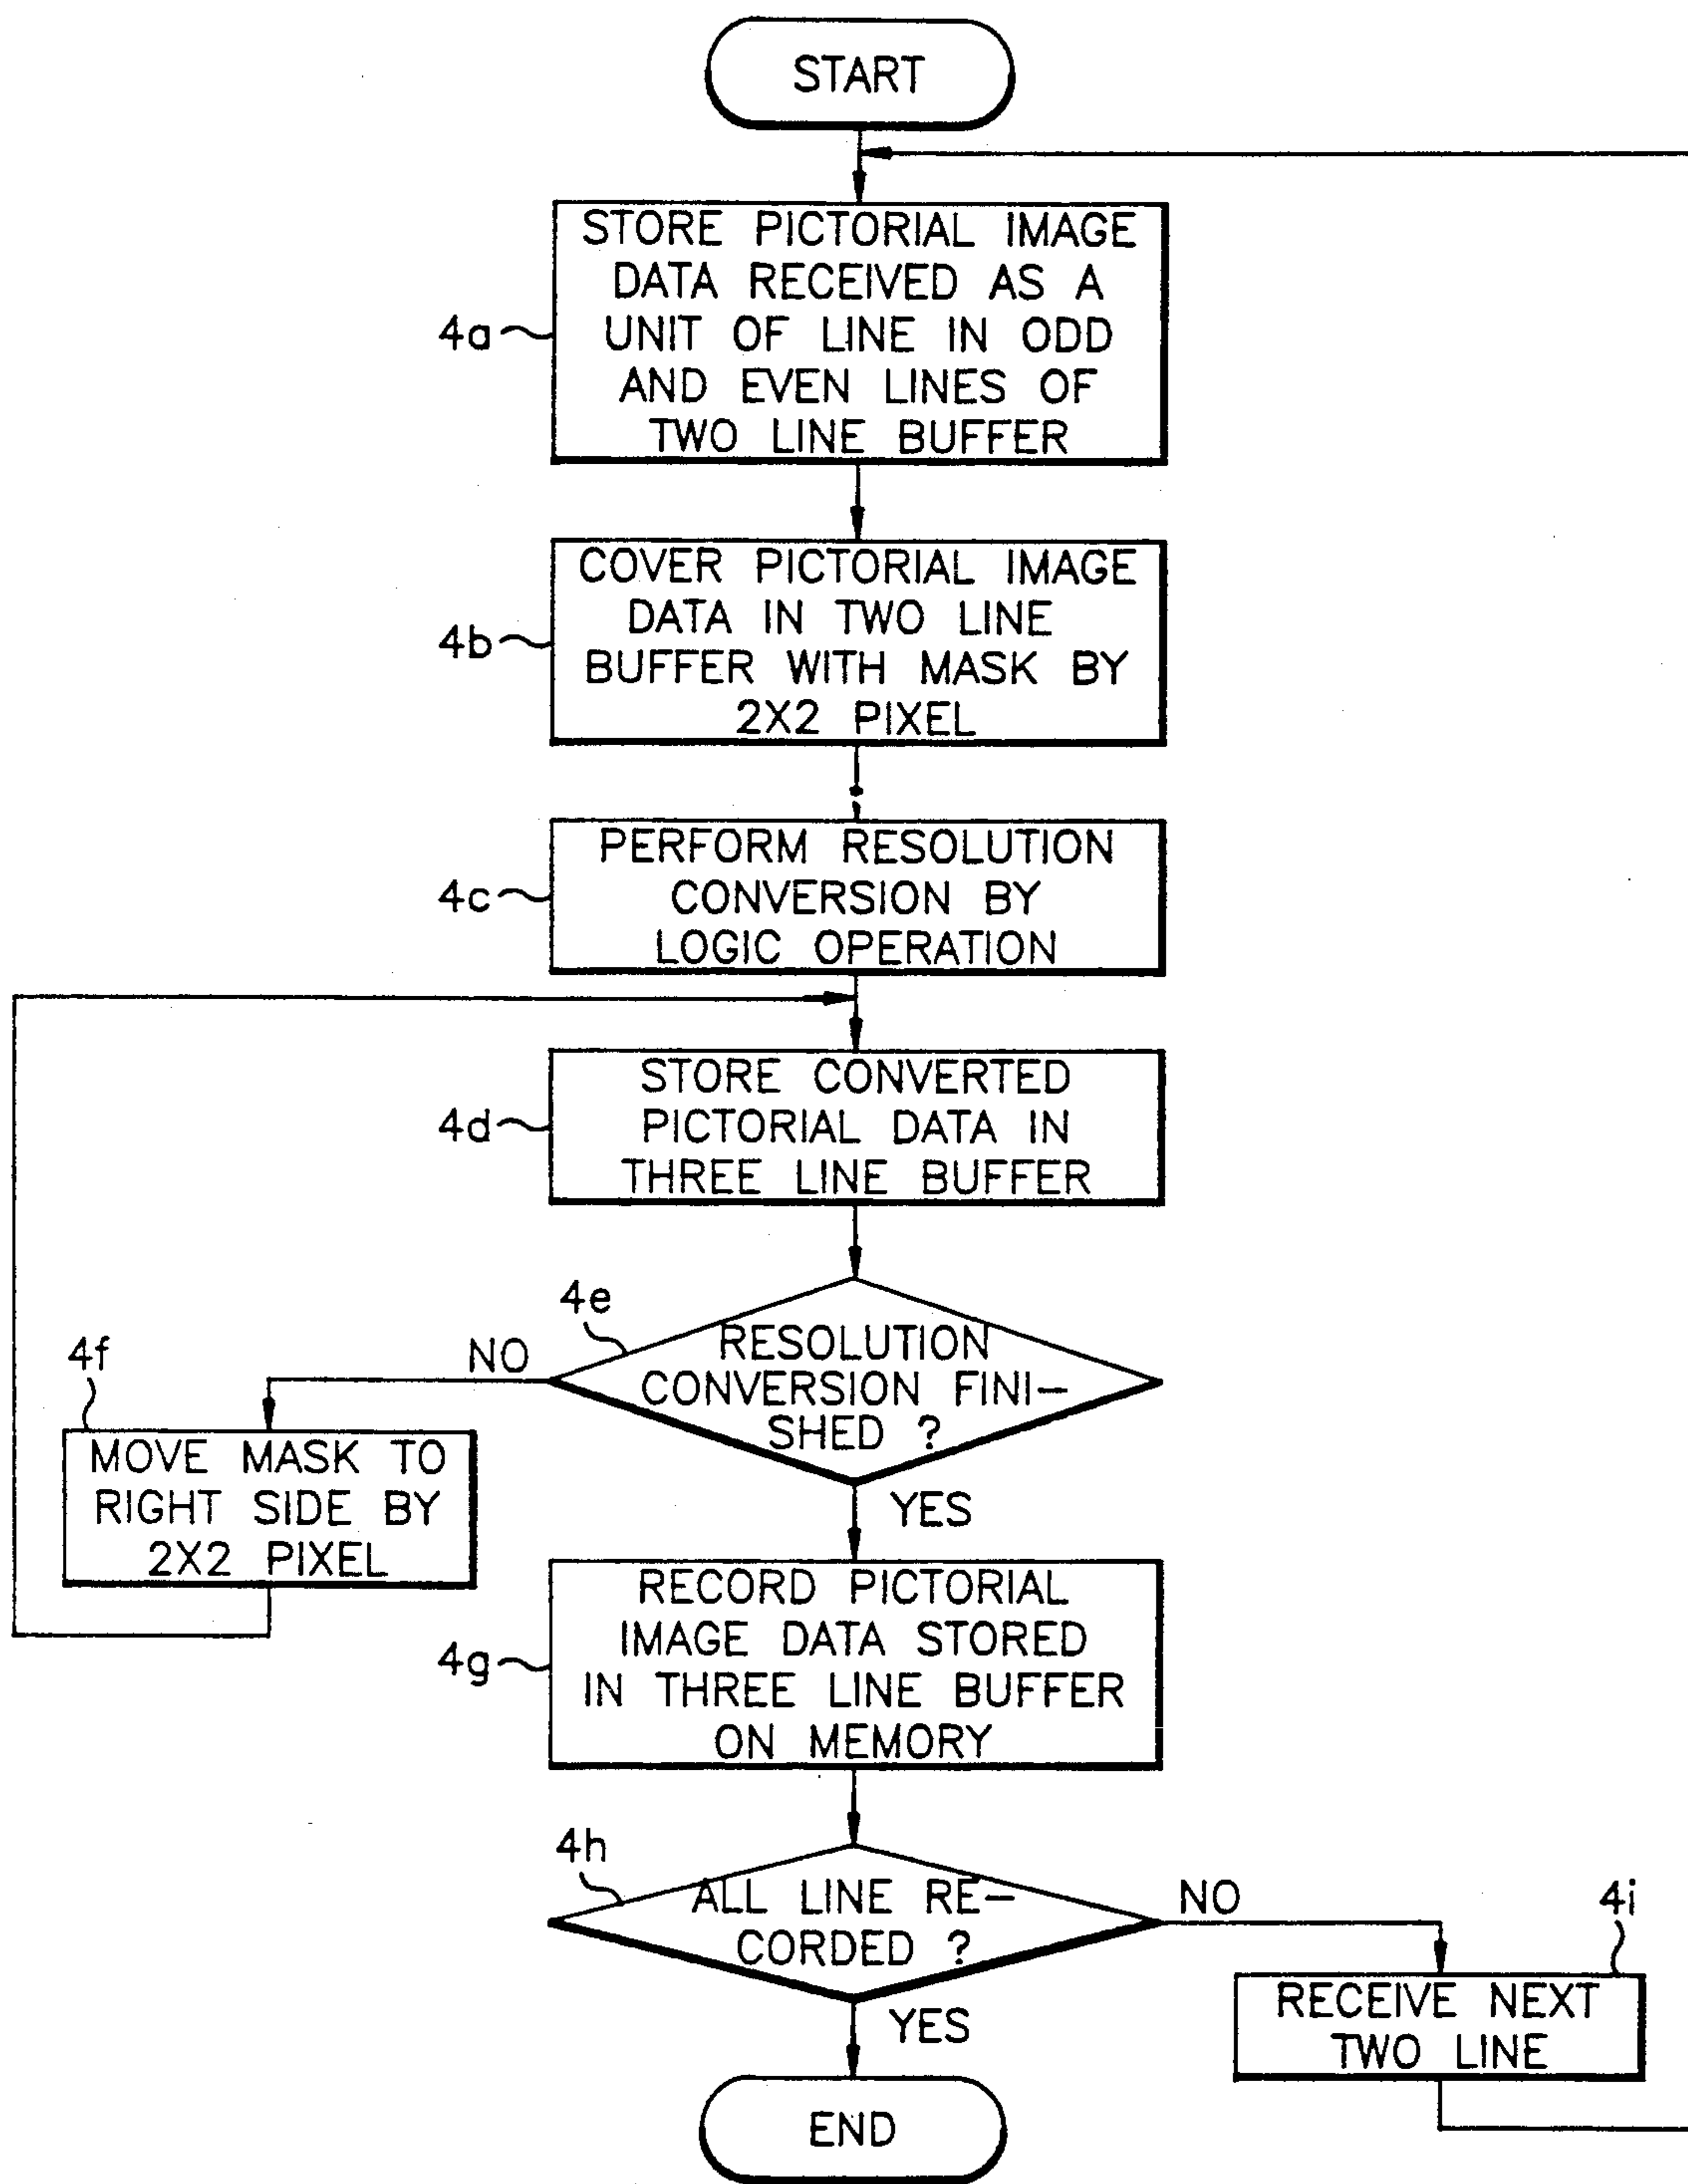 START
STORE PICTORIAL IMAGE
DATA RECEIVED AS A
UNIT OF LINE IN ODD
AND EVEN LINES OF
TWO LINE BUFFER
4a
COVER PICTORIAL IMAGE
DATA IN TWO LINE
BUFFER WITH MASK BY
2X2 PIXEL
4b
PERFORM RESOLUTION
CONVERSION BY
LOGIC OPERATION
4c
STORE CONVERTED
PICTORIAL DATA IN
THREE LINE BUFFER
4d
4e
RESOLUTION
CONVERSION FINI-
SHED ?
NO
4f
MOVE MASK TO
RIGHT SIDE BY
2X2 PIXEL
YES
RECORD PICTORIAL
IMAGE DATA STORED
IN THREE LINE BUFFER
ON MEMORY
4g
4h
ALL LINE RE-
CORDED ?
NO
4i
RECEIVE NEXT
TWO LINE
YES
END